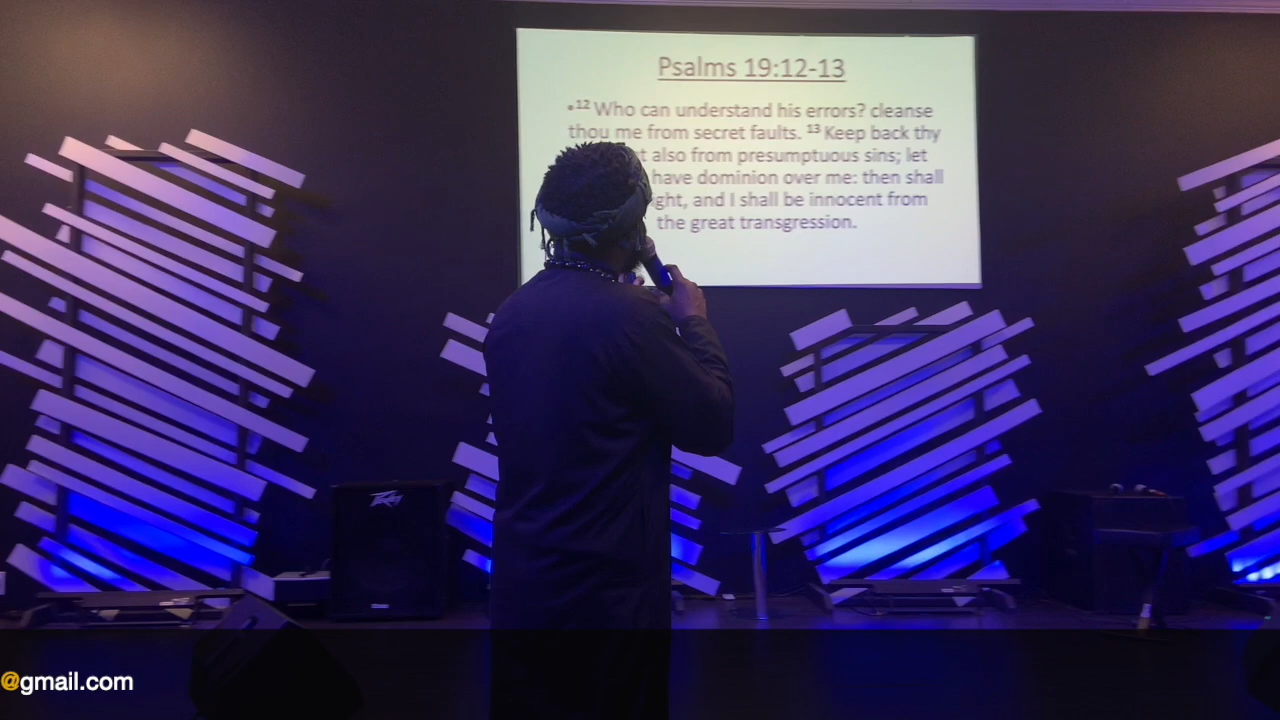 Psalms 19:12-13
•12 Who can understand his errors? cleanse
thou me from secret faults. 13 Keep back thy
also from presumptuous sins; let
have dominion over me: then shall
and I shall be innocent from
the great transgression.
Peavey
@gmail.com